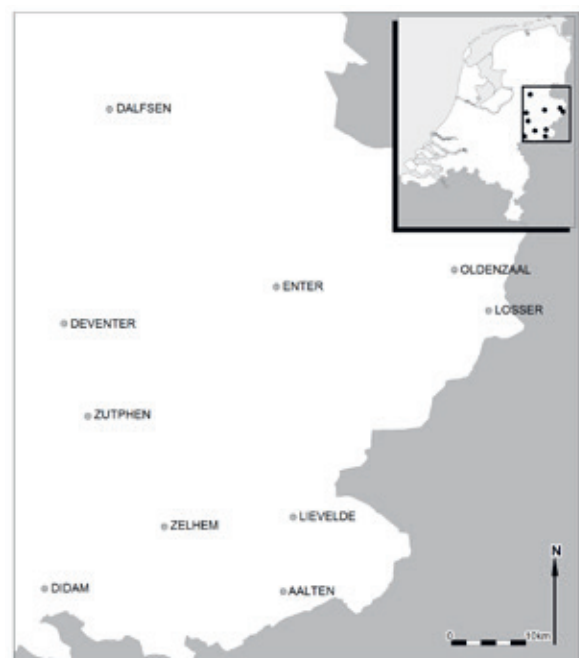 DALFSEN
OLDENZAAL
ENTER
LOSSER
DEVENTER
ZUTPHEN
LIEVELDE
ZELHEM
N
DIDAM
AALTEN
0 10km